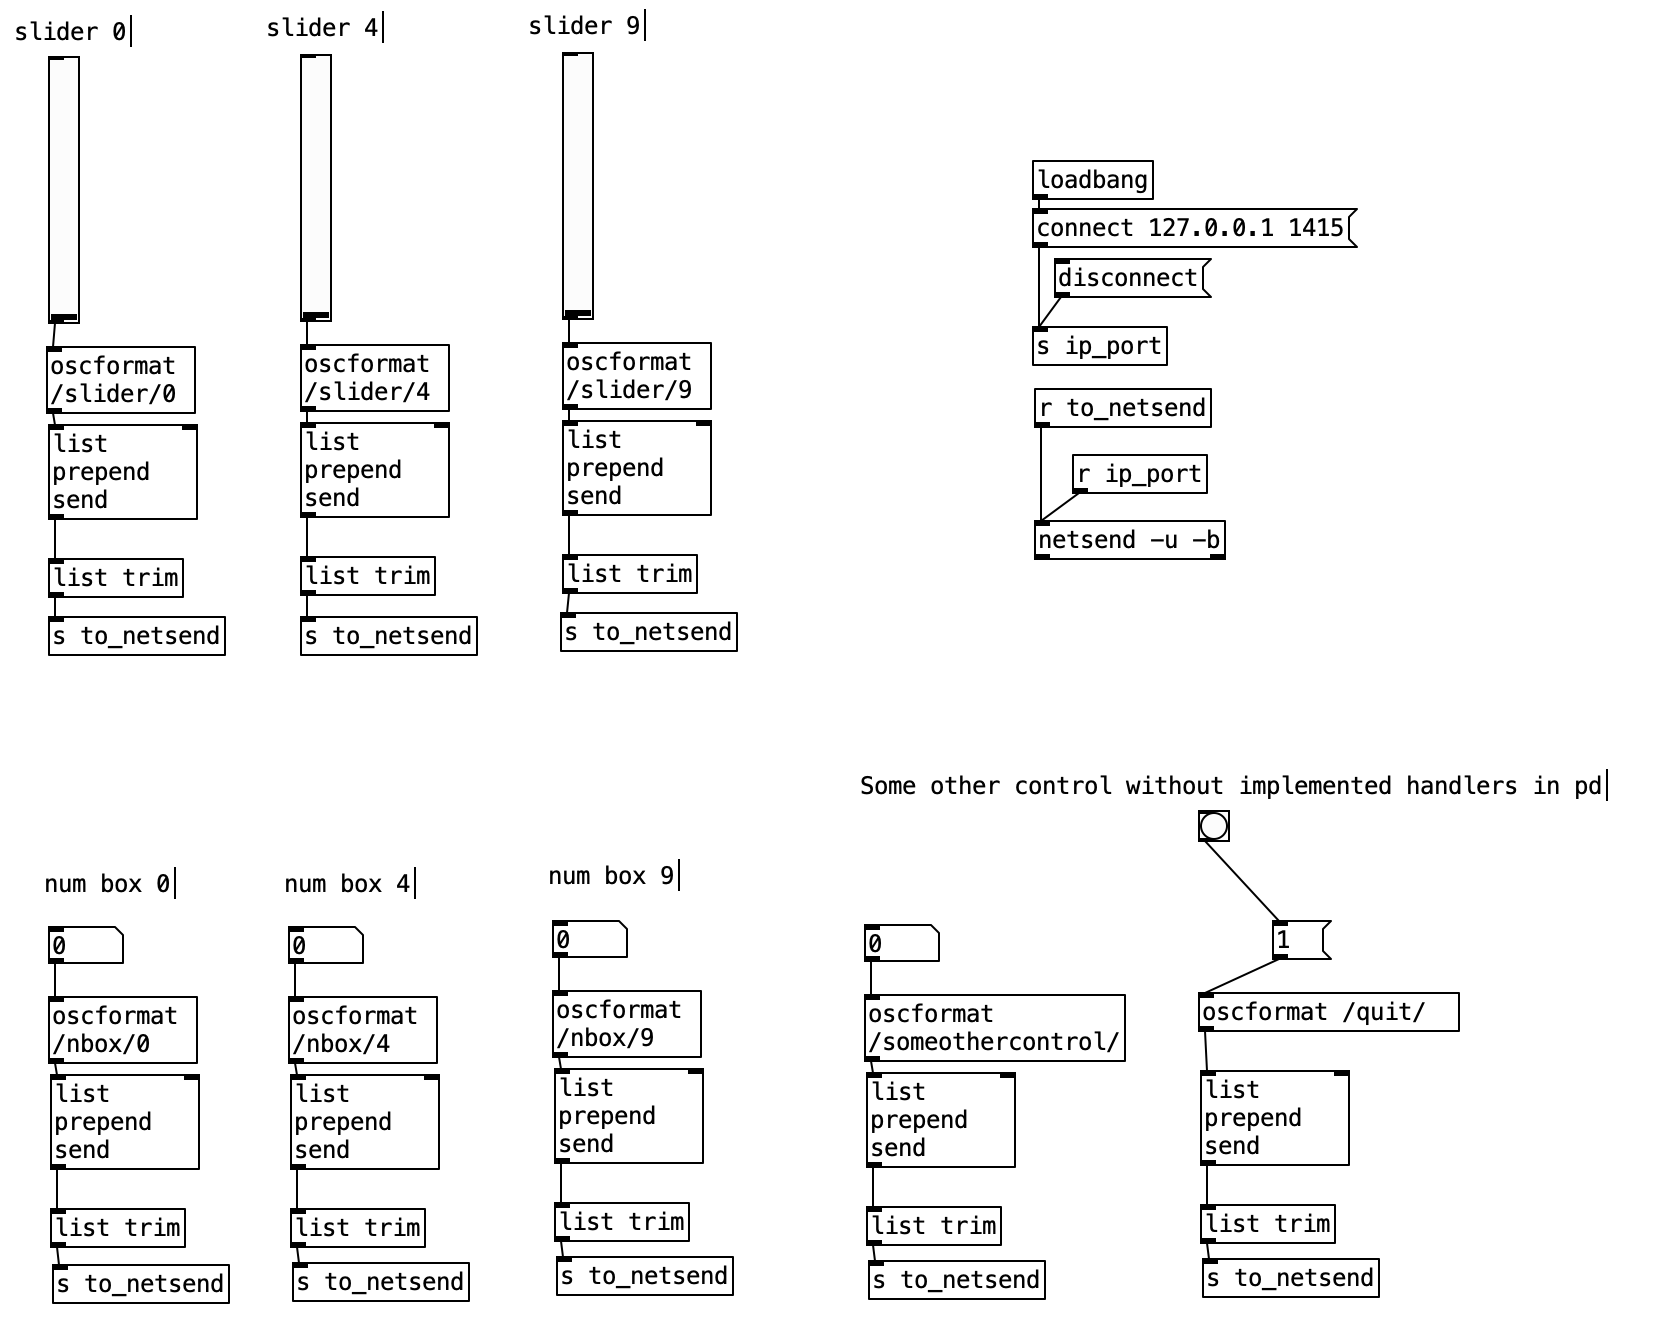 slider 0
slider 4
slider 9
oscformat
/slider/0
list
prepend
send
list trim
s to_netsend
oscformat
/slider/4
list
prepend
send
list trim
s to_netsend
oscformat
/slider/9
list
prepend
send
list trim
s to_netsend
loadbang
connect 127.0.0.1 1415
disconnect
s ip_port
r to_netsend
r ip_port
netsend −u −b
num box 0
0
oscformat
/nbox/0
list
prepend
send
list trim
s to_netsend
num box 4
0
oscformat
/nbox/4
list
prepend
send
list trim
s to_netsend
num box 9
0
oscformat
/nbox/9
list
prepend
send
list trim
s to_netsend
Some other control without implemented handlers in pd
0
oscformat
/someothercontrol/
list
prepend
send
list trim
s to_netsend
1
oscformat /quit/
list
prepend
send
list trim
s to_netsend